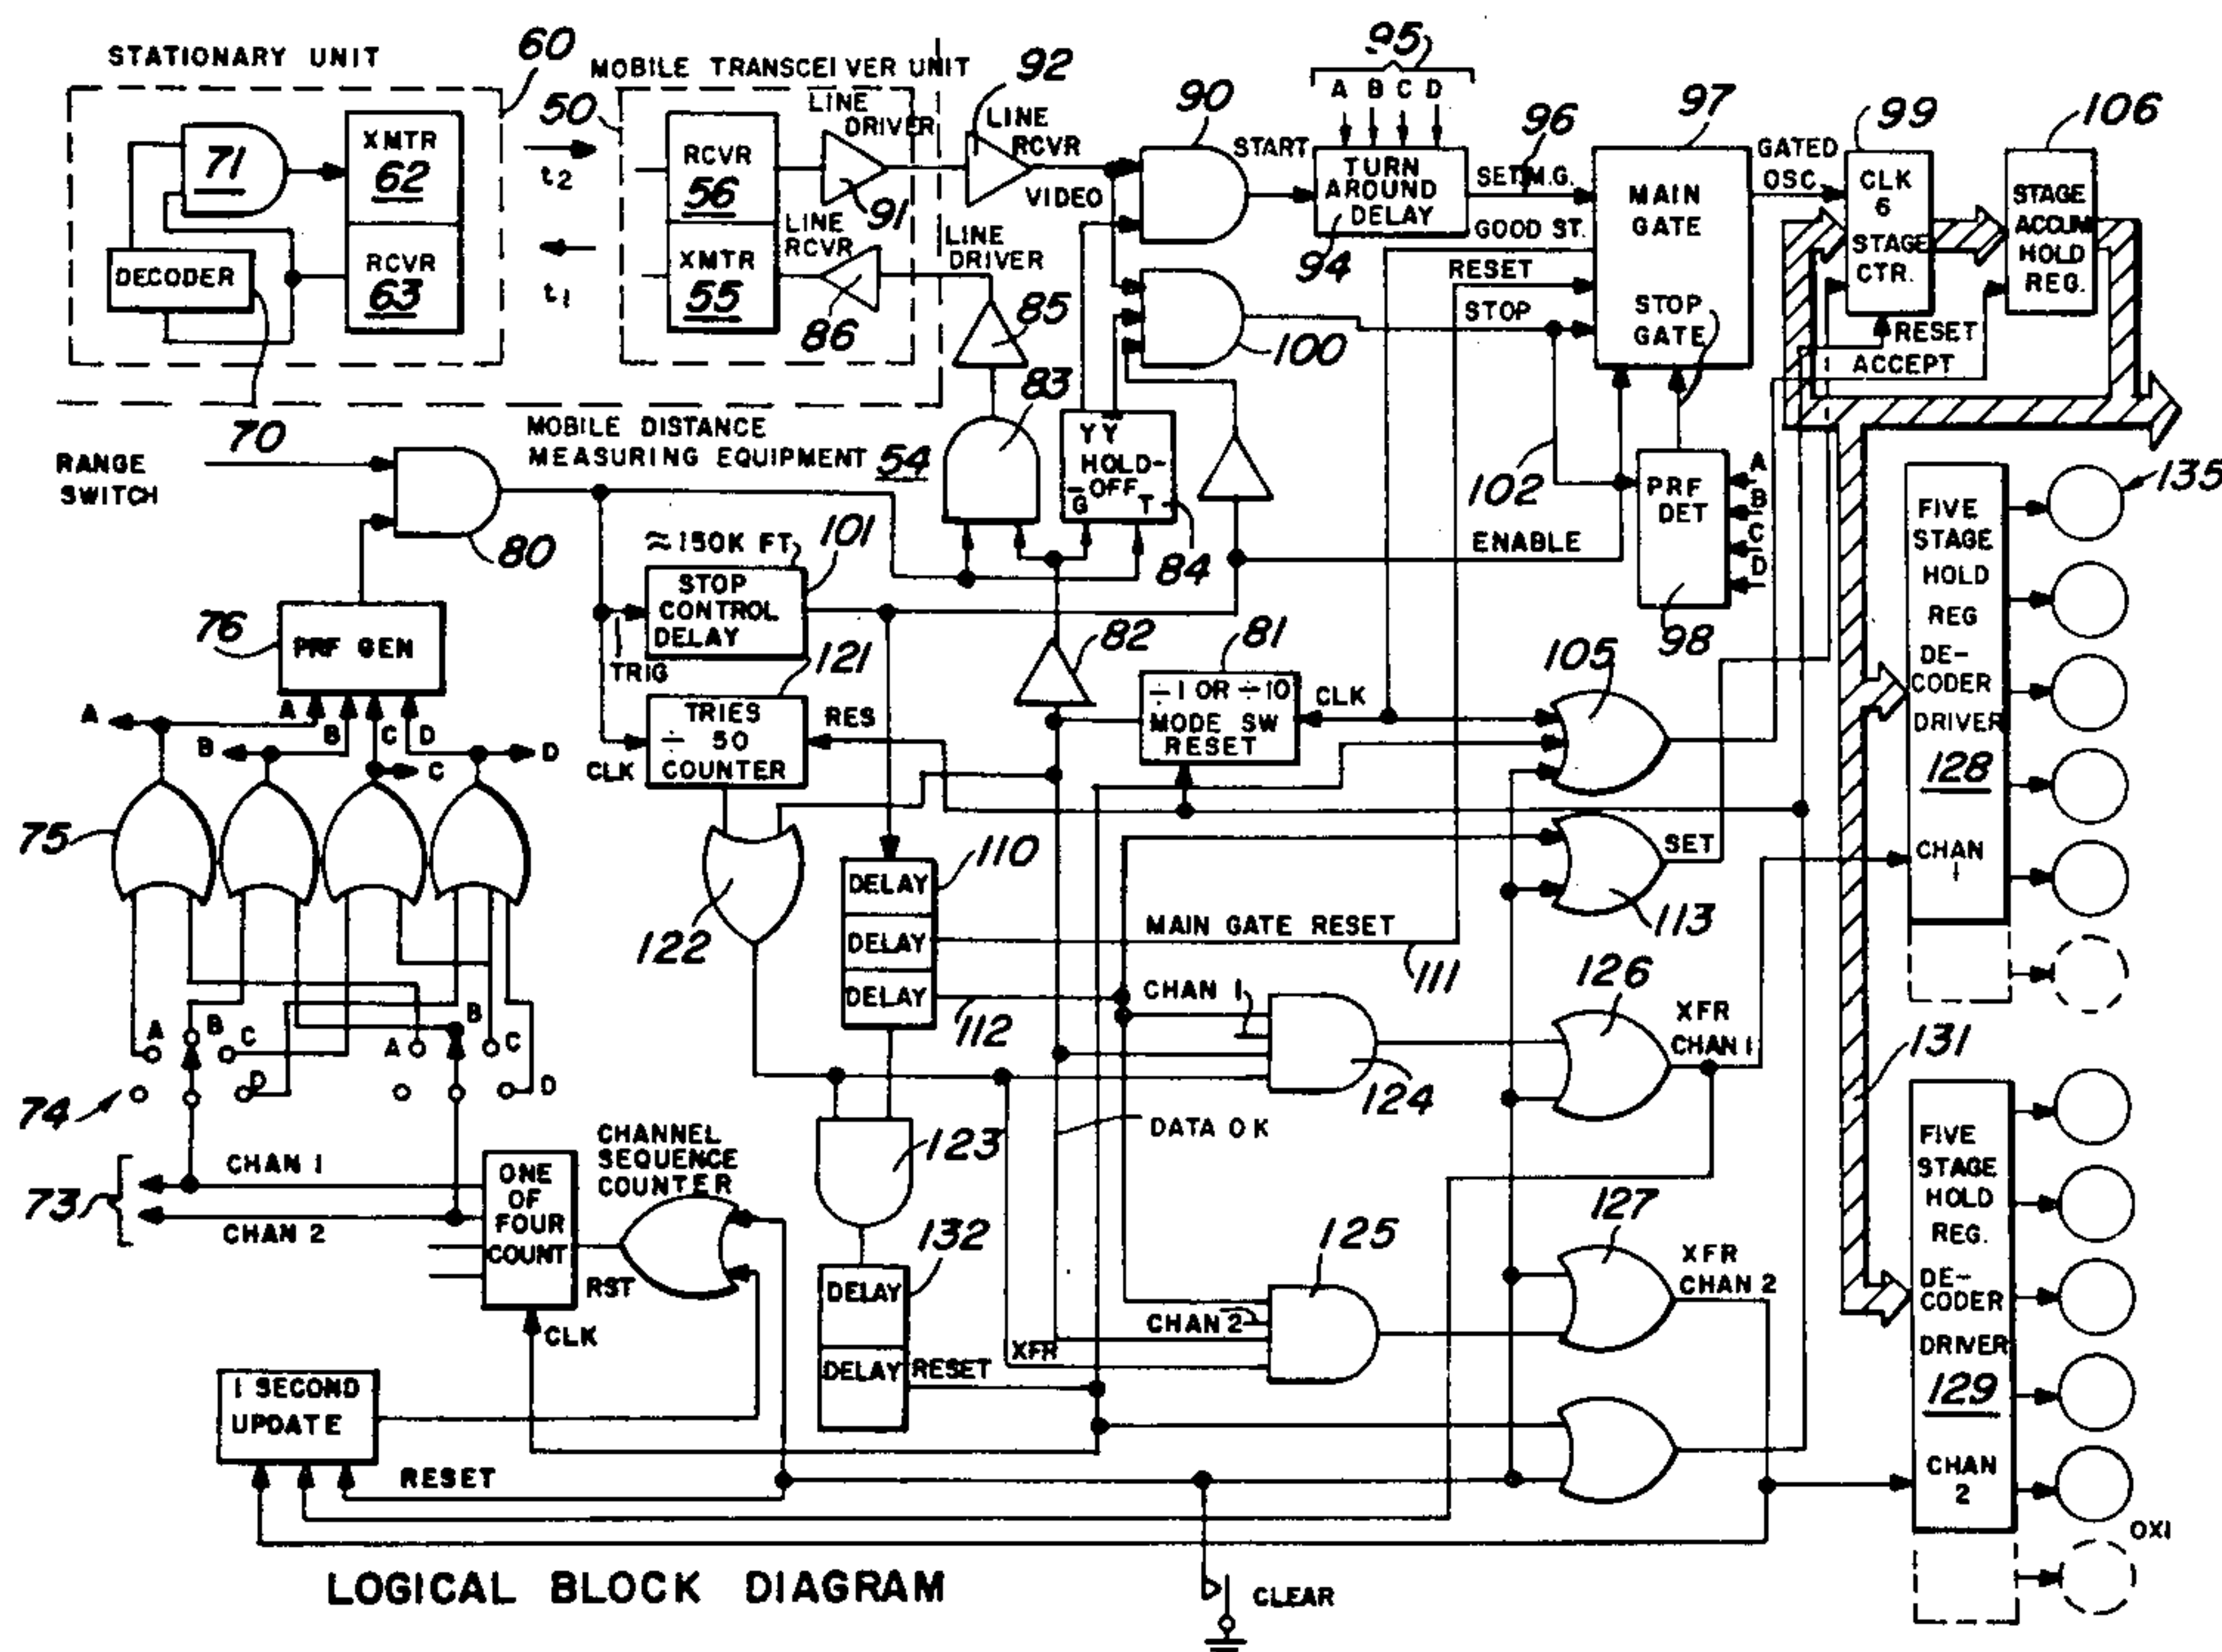 STATIONARY UNIT
60
71
XMTR
62
DECODER
RCVR
63
70
t2
t1
MOBILE TRANSCEIVER UNIT
50
RCVR
56
XMTR
55
LINE
DRIVER
91
LINE
RCVR
86
92
LINE
RCVR
VIDEO
LINE
DRIVER
85
90
START
100
95
A B C D
TURN
AROUND
DELAY
94
96
SET M.G.
GOOD ST.
RESET
STOP
97
MAIN
GATE
STOP
GATE
GATED
OSC.
99
CLK
6
STAGE
CTR.
RESET
ACCEPT
106
STAGE
ACCUM
HOLD
REG.
MOBILE DISTANCE
MEASURING EQUIPMENT 54
83
Y Y
HOLD-
OFF
G T
84
102
ENABLE
PRF
DET
A
B
C
D
98
RANGE
SWITCH
80
≈150K FT.
101
STOP
CONTROL
DELAY
TRIG
121
TRIES
÷ 50
COUNTER
CLK
RES
82
81
÷1 OR ÷10
MODE SW
RESET
CLK
105
76
PRF GEN
A B C D
A B C D
75
122
110
DELAY
DELAY
DELAY
MAIN GATE RESET
111
112
SET
113
FIVE
STAGE
HOLD
REG
DE-
CODER
DRIVER
128
CHAN
1
135
A B C D
A B C D
74
CHAN 1
124
126
XFR
CHAN 1
131
DATA OK
123
73
CHAN 1
CHAN 2
ONE
OF
FOUR
COUNT
CHANNEL
SEQUENCE
COUNTER
RST
CLK
132
DELAY
DELAY
RESET
XFR
125
CHAN 2
127
XFR
CHAN 2
FIVE
STAGE
HOLD
REG.
DE-
CODER
DRIVER
129
CHAN
2
OXI
1 SECOND
UPDATE
RESET
CLEAR
LOGICAL BLOCK DIAGRAM